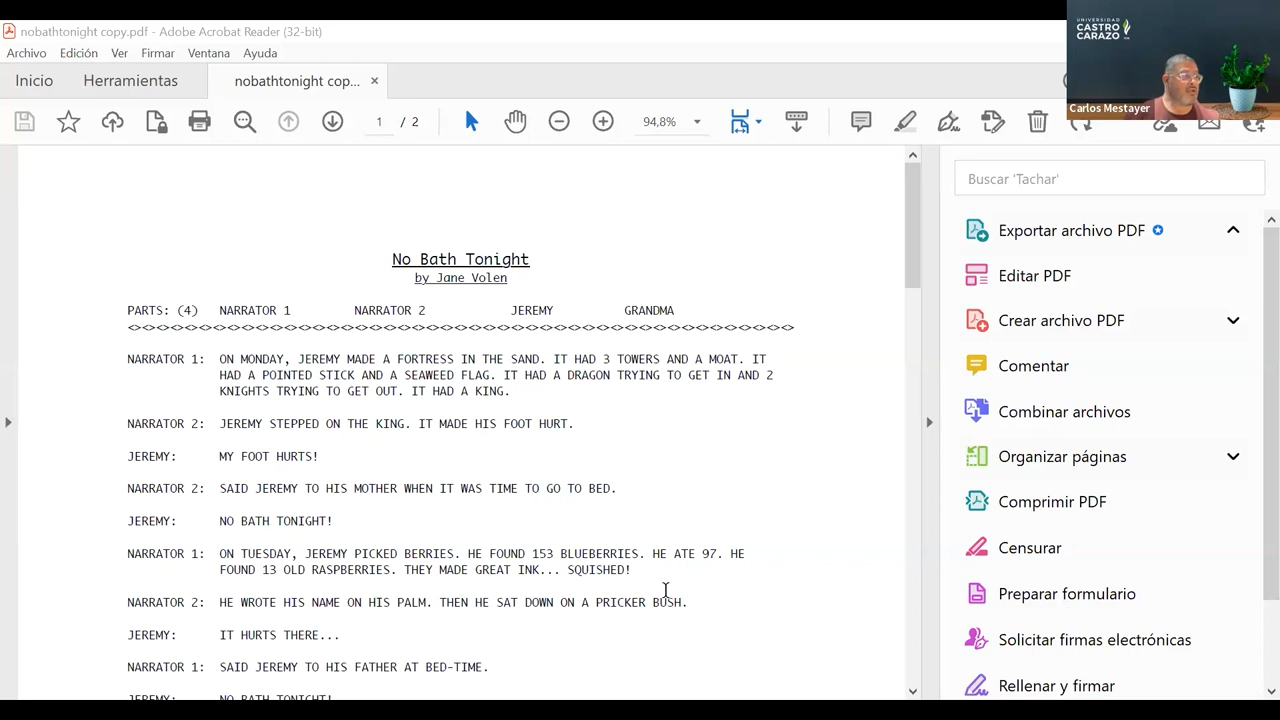 nobathtonight copy.pdf - Adobe Acrobat Reader (32-bit)
Archivo Edición Ver Firmar Ventana Ayuda
Inicio Herramientas nobathtonight cop... ×
1 / 2 94,8%
UNIVERSIDAD
CASTRO
CARAZO
Carlos Mestayer
No Bath Tonight
by Jane Volen
PARTS: (4) NARRATOR 1 NARRATOR 2 JEREMY GRANDMA
NARRATOR 1: ON MONDAY, JEREMY MADE A FORTRESS IN THE SAND. IT HAD 3 TOWERS AND A MOAT. IT
HAD A POINTED STICK AND A SEAWEED FLAG. IT HAD A DRAGON TRYING TO GET IN AND 2
KNIGHTS TRYING TO GET OUT. IT HAD A KING.
NARRATOR 2: JEREMY STEPPED ON THE KING. IT MADE HIS FOOT HURT.
JEREMY: MY FOOT HURTS!
NARRATOR 2: SAID JEREMY TO HIS MOTHER WHEN IT WAS TIME TO GO TO BED.
JEREMY: NO BATH TONIGHT!
NARRATOR 1: ON TUESDAY, JEREMY PICKED BERRIES. HE FOUND 153 BLUEBERRIES. HE ATE 97. HE
FOUND 13 OLD RASPBERRIES. THEY MADE GREAT INK... SQUISHED!
NARRATOR 2: HE WROTE HIS NAME ON HIS PALM. THEN HE SAT DOWN ON A PRICKER BUSH.
JEREMY: IT HURTS THERE...
NARRATOR 1: SAID JEREMY TO HIS FATHER AT BED-TIME.
JEREMY: NO BATH TONIGHT!
Buscar 'Tachar'
Exportar archivo PDF
Editar PDF
Crear archivo PDF
Comentar
Combinar archivos
Organizar páginas
Comprimir PDF
Censurar
Preparar formulario
Solicitar firmas electrónicas
Rellenar y firmar